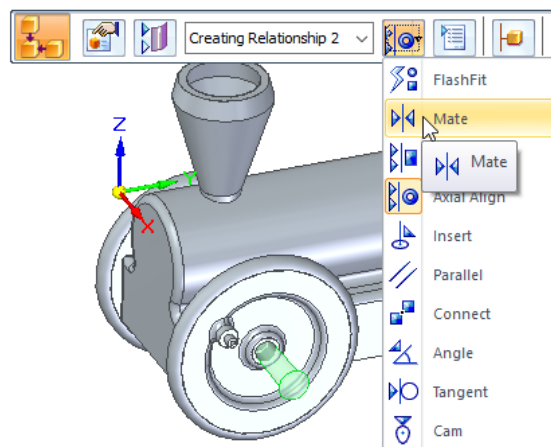 Creating Relationship 2
FlashFit
Mate
Mate
Axial Align
Insert
Parallel
Connect
Angle
Tangent
Cam
Z
Y
X